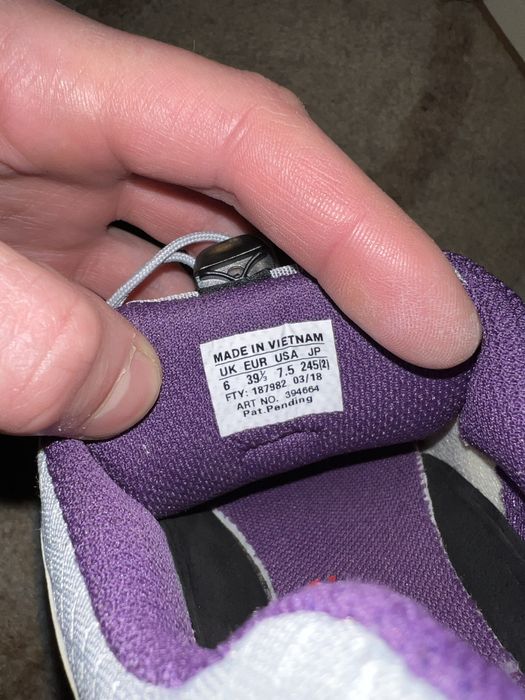 MADE IN VIETNAM
UK EUR USA JP
6 39⅓ 7.5 245(2)
FTY: 187982 03/18
ART NO. 394664
Pat.Pending